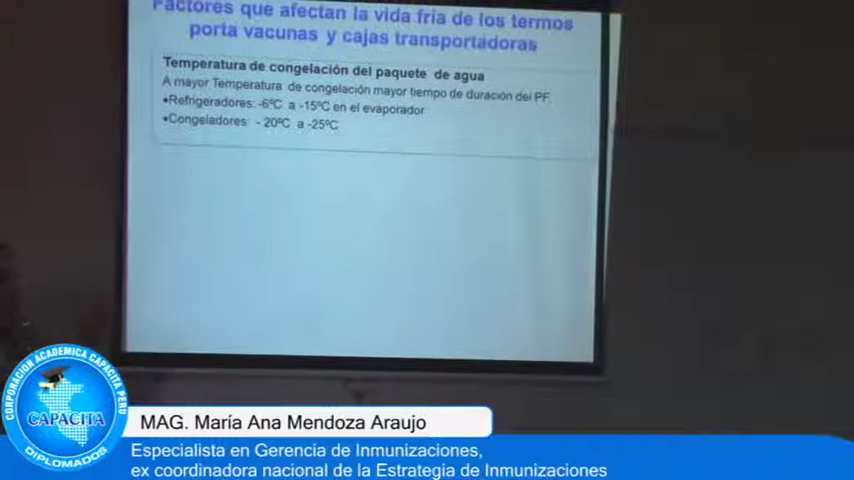 Factores que afectan la vida fria de los termos
porta vacunas y cajas transportadoras
Temperatura de congelación del paquete de agua
A mayor Temperatura de congelación mayor tiempo de duración del PF.
•Refrigeradores: -6ºC a -15ºC en el evaporador
•Congeladores: - 20ºC a -25ºC
CORPORACIÓN ACADEMICA CAPACITA PERU
CAPACITA
DIPLOMADOS
MAG. María Ana Mendoza Araujo
Especialista en Gerencia de Inmunizaciones,
ex coordinadora nacional de la Estrategia de Inmunizaciones